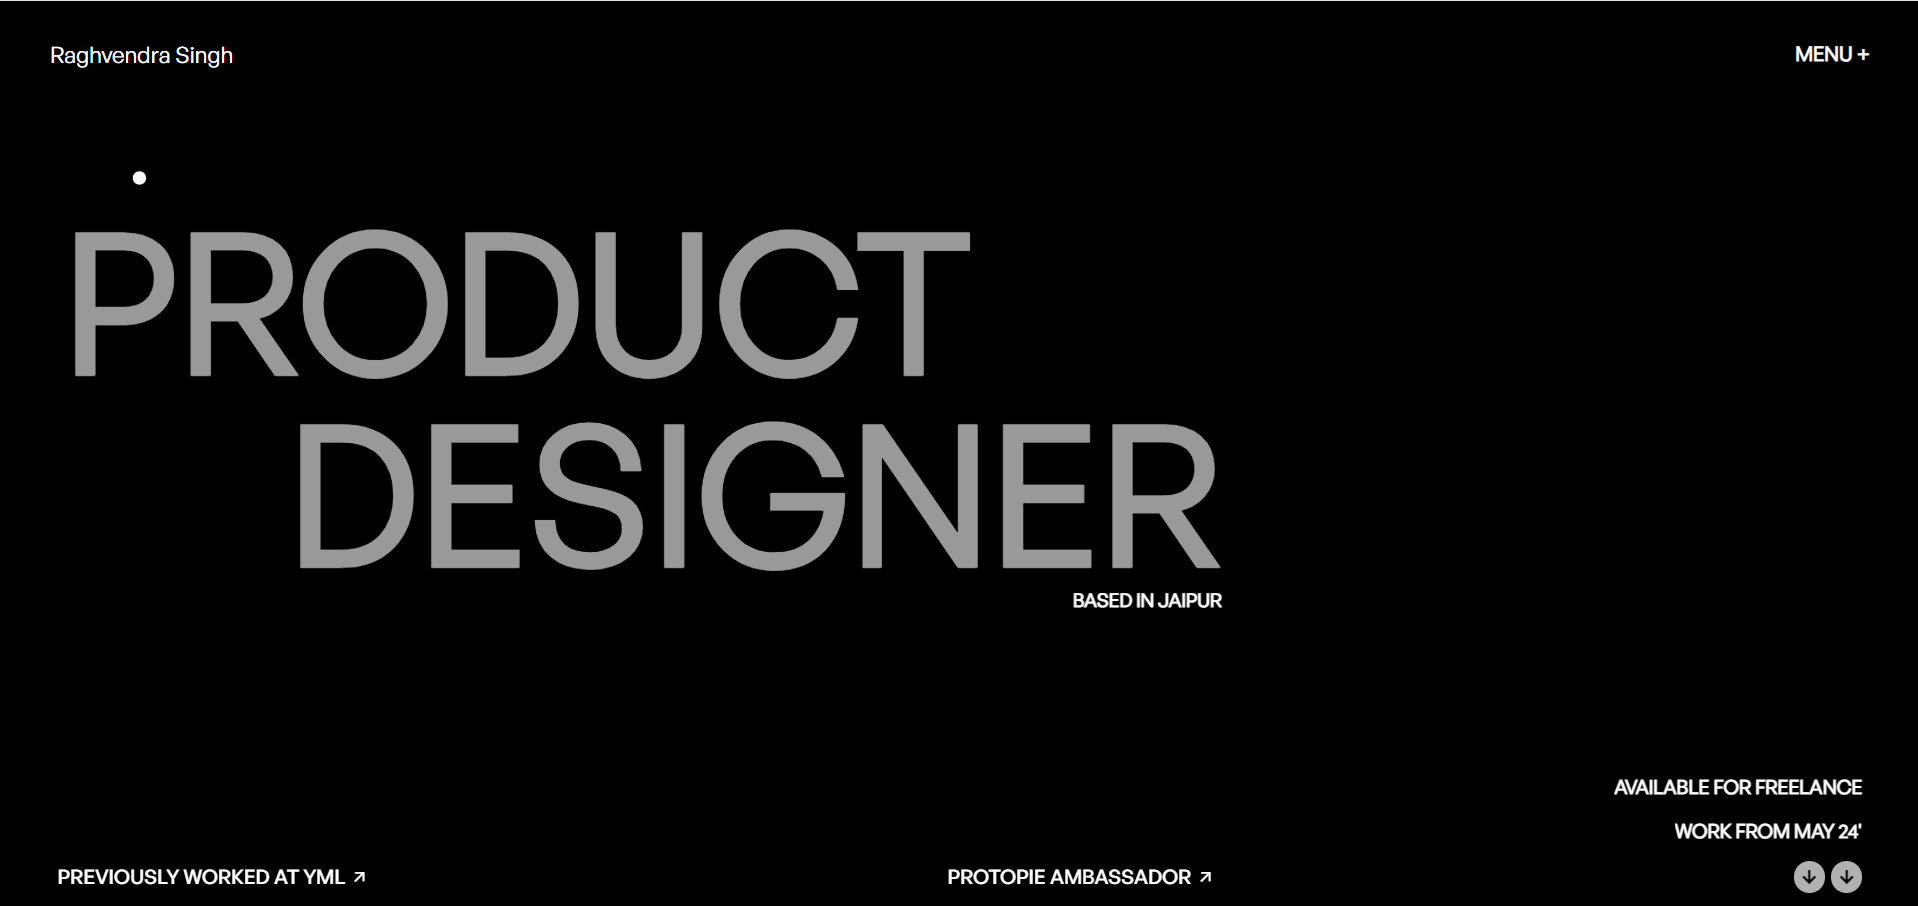 Raghvendra Singh
MENU +
PRODUCT
DESIGNER
BASED IN JAIPUR
AVAILABLE FOR FREELANCE
WORK FROM MAY 24'
PREVIOUSLY WORKED AT YML ↗
PROTOPIE AMBASSADOR ↗